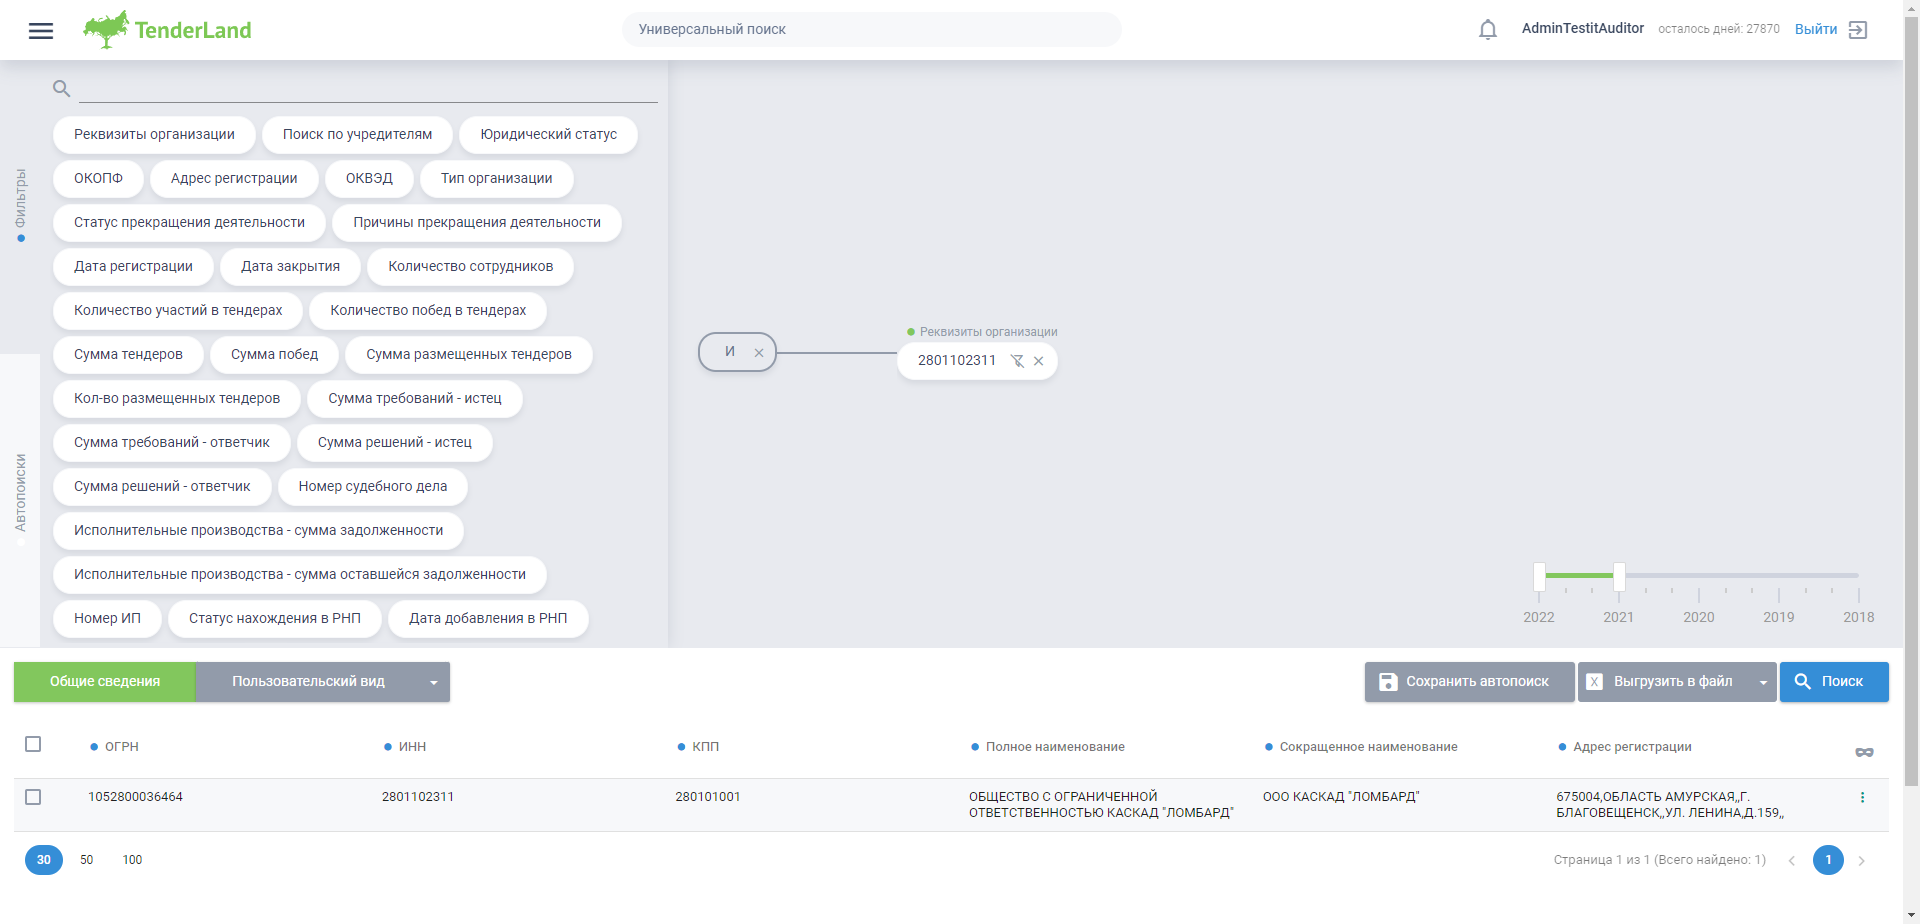 TenderLand
Универсальный поиск
AdminTestitAuditor
осталось дней: 27870
Выйти
Фильтры
Автопоиски
Реквизиты организации
Поиск по учредителям
Юридический статус
ОКОПФ
Адрес регистрации
ОКВЭД
Тип организации
Статус прекращения деятельности
Причины прекращения деятельности
Дата регистрации
Дата закрытия
Количество сотрудников
Количество участий в тендерах
Количество побед в тендерах
Сумма тендеров
Сумма побед
Сумма размещенных тендеров
Кол-во размещенных тендеров
Сумма требований - истец
Сумма требований - ответчик
Сумма решений - истец
Сумма решений - ответчик
Номер судебного дела
Исполнительные производства - сумма задолженности
Исполнительные производства - сумма оставшейся задолженности
Номер ИП
Статус нахождения в РНП
Дата добавления в РНП
И
Реквизиты организации
2801102311
2022
2021
2020
2019
2018
Общие сведения
Пользовательский вид
Сохранить автопоиск
X
Выгрузить в файл
Поиск
ОГРН
ИНН
КПП
Полное наименование
Сокращенное наименование
Адрес регистрации
1052800036464
2801102311
280101001
ОБЩЕСТВО С ОГРАНИЧЕННОЙ
ОТВЕТСТВЕННОСТЬЮ КАСКАД "ЛОМБАРД"
ООО КАСКАД "ЛОМБАРД"
675004,ОБЛАСТЬ АМУРСКАЯ,,Г.
БЛАГОВЕЩЕНСК,,УЛ. ЛЕНИНА,Д.159,,
30
50
100
Страница 1 из 1 (Всего найдено: 1)
1